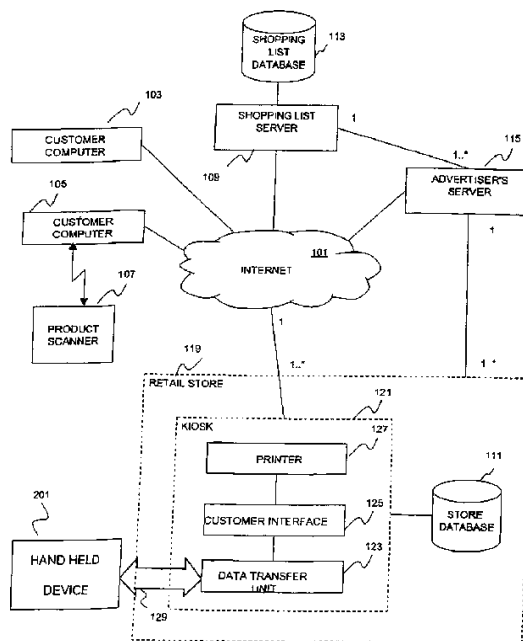 SHOPPING
LIST
DATABASE
113
103
SHOPPING LIST
SERVER
1
115
CUSTOMER
COMPUTER
109
1..*
ADVERTISER'S
SERVER
105
CUSTOMER
COMPUTER
101
INTERNET
1
107
PRODUCT
SCANNER
1
119
1..*
1..*
RETAIL STORE
121
KIOSK
127
PRINTER
111
201
125
CUSTOMER INTERFACE
STORE
DATABASE
123
HAND HELD
DEVICE
DATA TRANSFER
UNIT
129